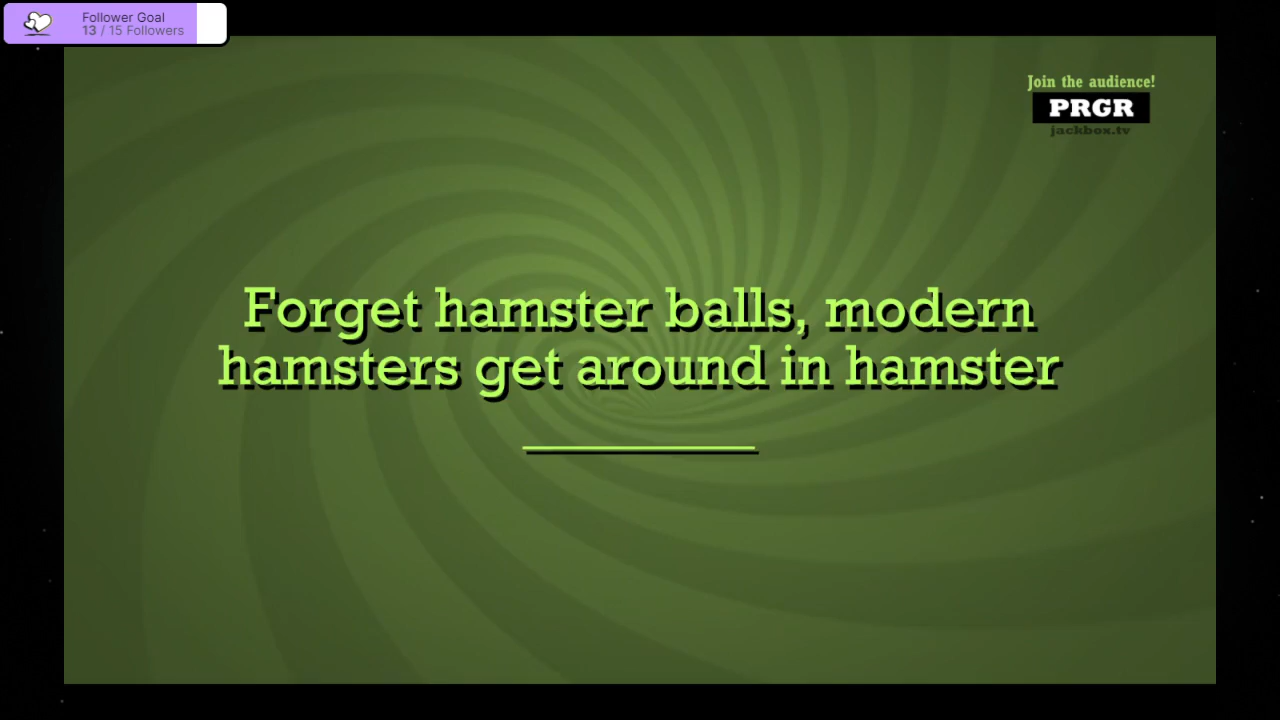 Follower Goal
13 / 15 Followers
Join the audience!
PRGR
jackbox.tv
Forget hamster balls, modern
hamsters get around in hamster